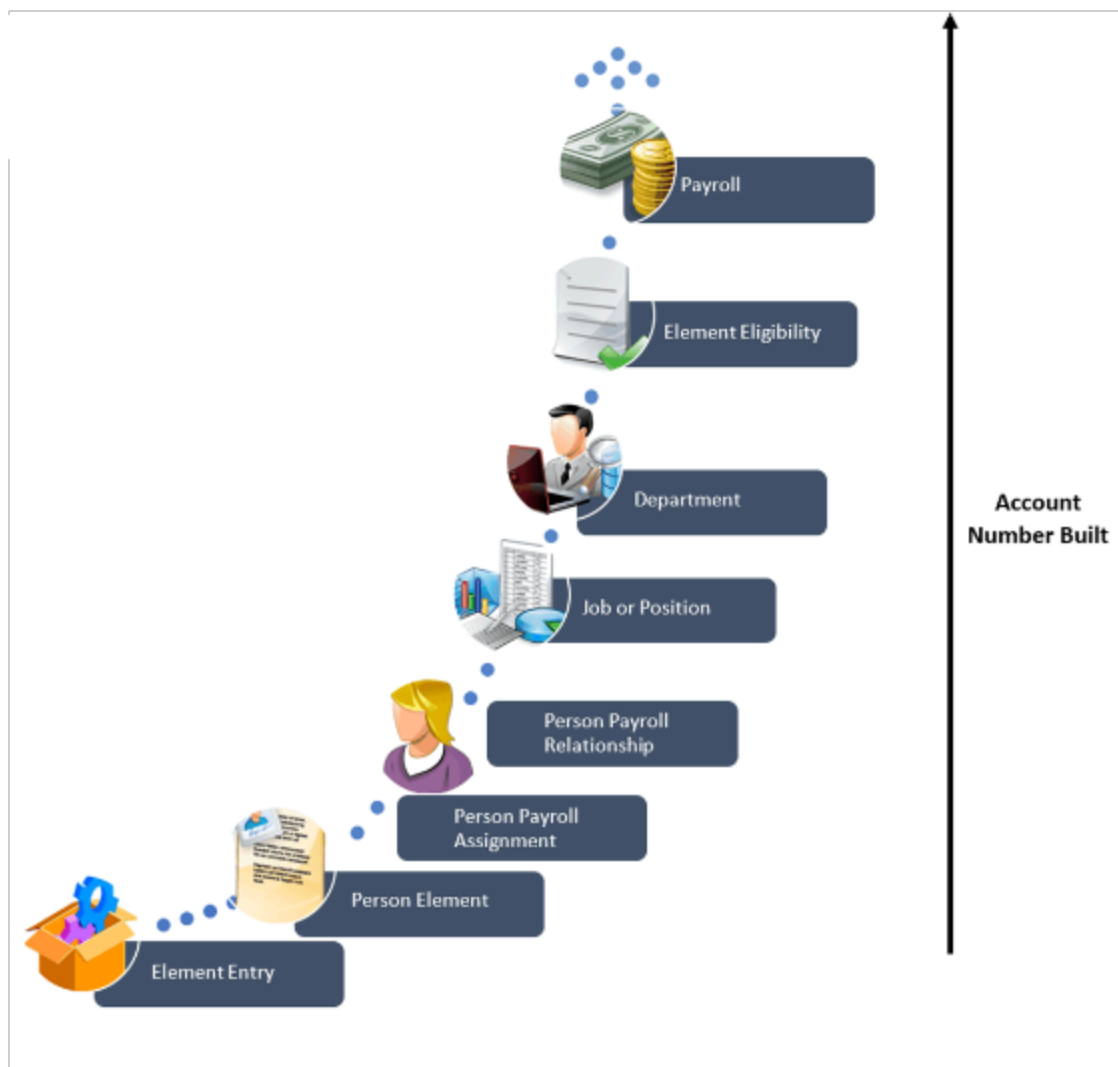 Payroll
Element Eligibility
Department
Account
Number Built
Job or Position
Person Payroll
Relationship
Person Payroll
Assignment
Person Element
Element Entry